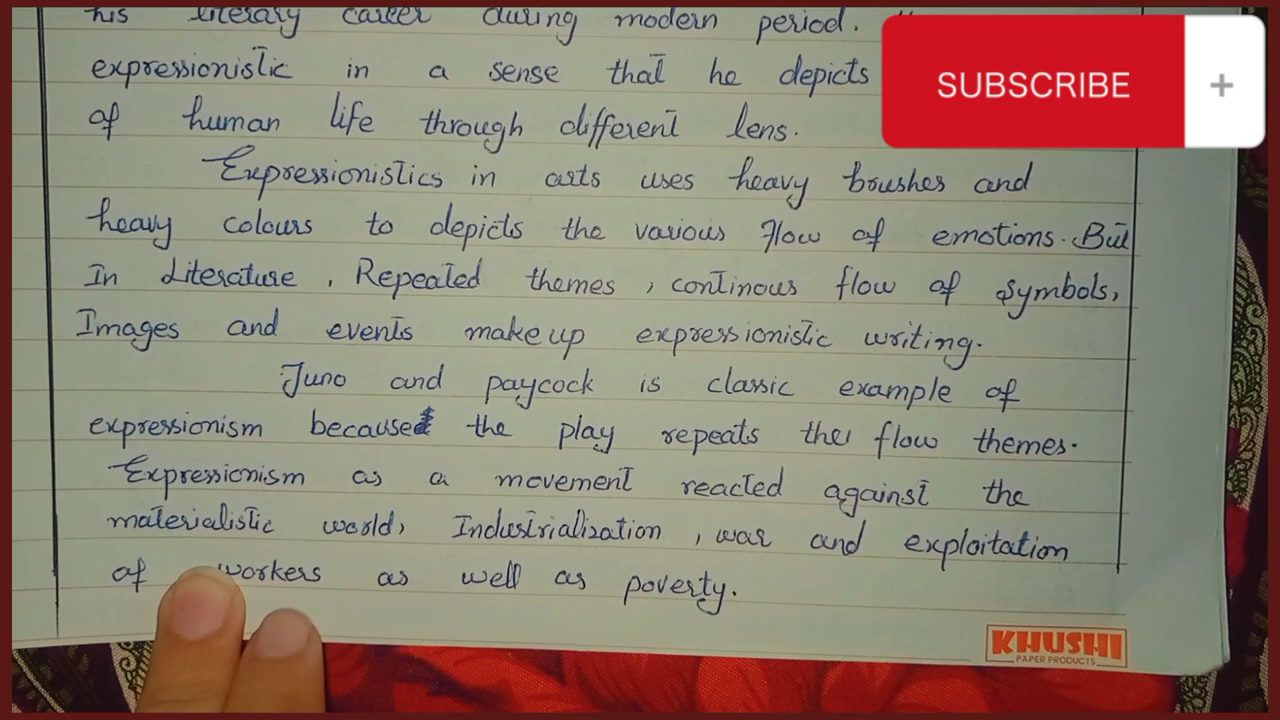 his literary career during modern period.
expressionistic in a sense that he depicts
SUBSCRIBE +
of human life through different lens.
Expressionistics in arts uses heavy brushes and
heavy colours to depicts the various flow of emotions. But
In Literature, Repeated themes, continous flow of symbols,
Images and events makeup expressionistic writing.
Juno and paycock is classic example of
expressionism because the play repeats the flow themes.
Expressionism as a movement reacted against the
materialistic world, Industrialization, war and exploitation
of workers as well as poverty.
KHUSHI
PAPER PRODUCTS